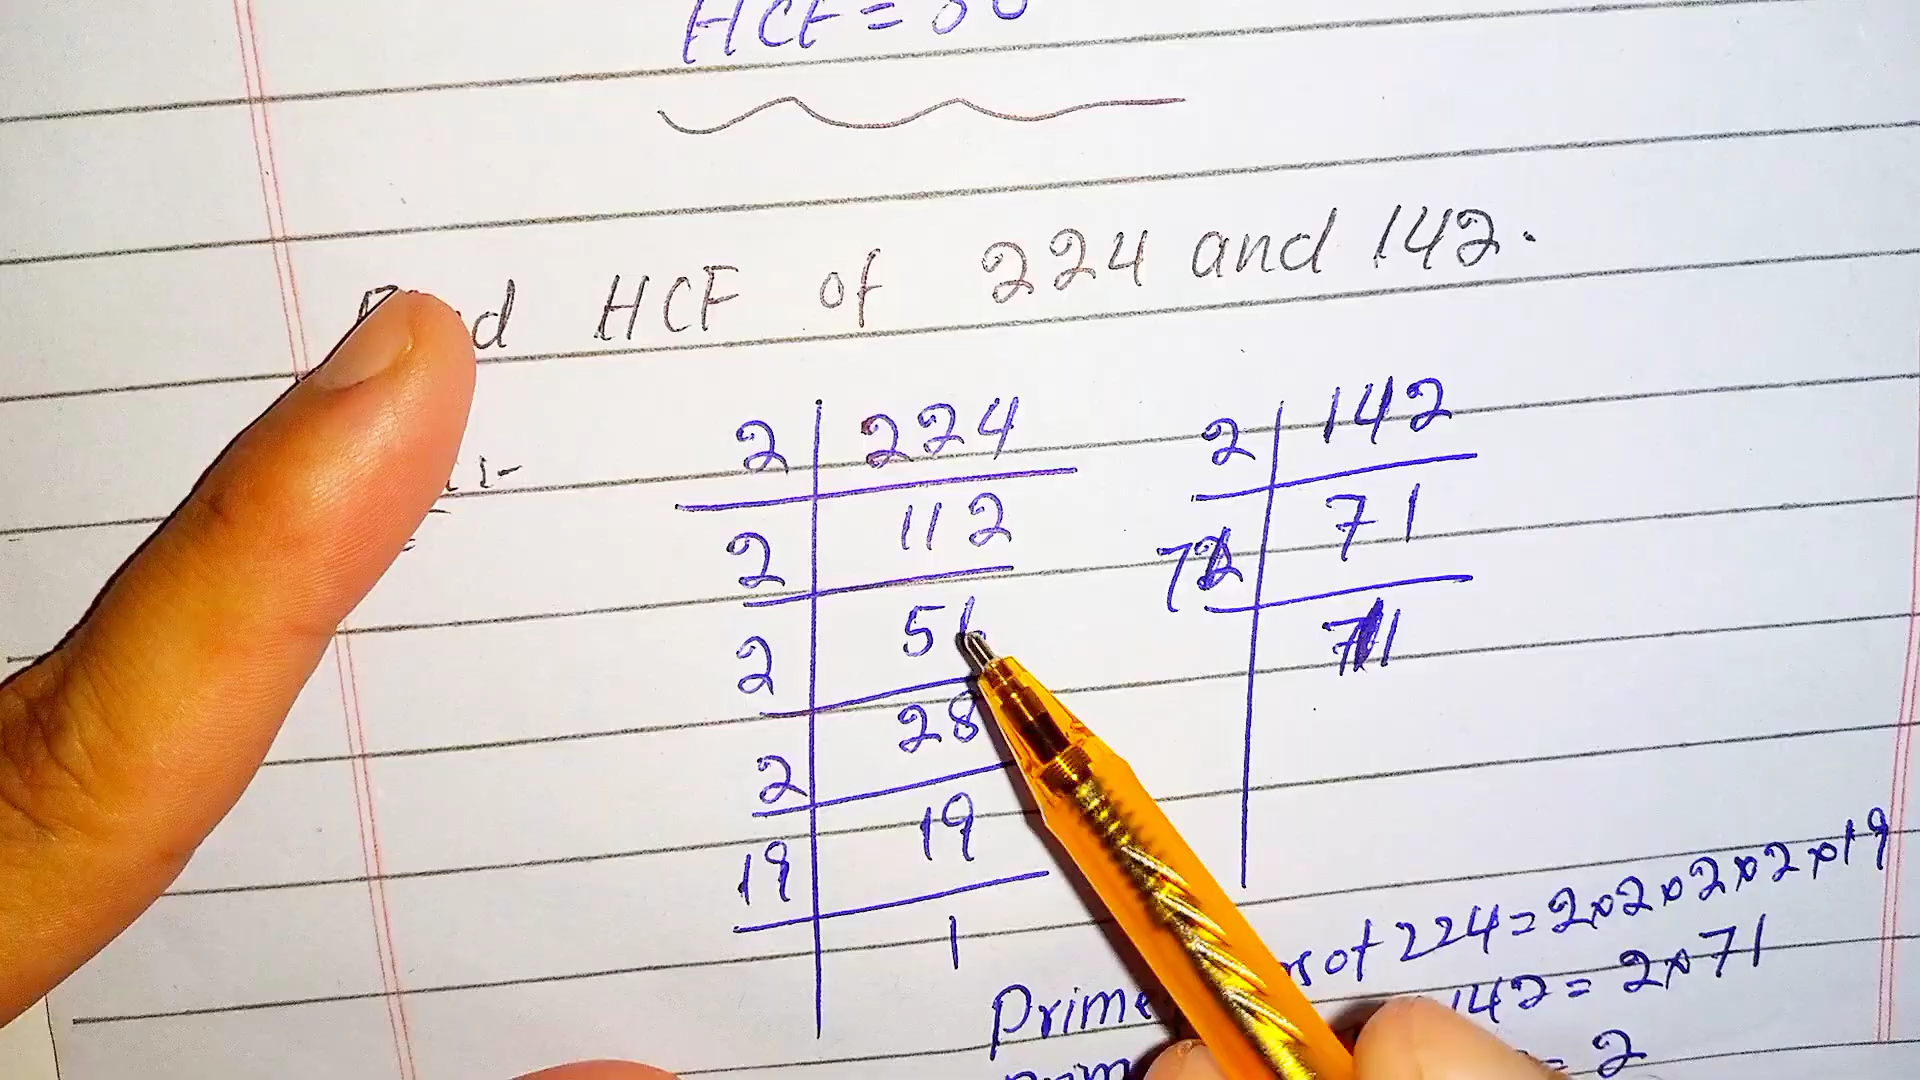 HCF =
Find HCF of 224 and 142.
2 224
2 112
2 56
2 28
19 19
1
2 142
71 71
1
Prime of 224 = 2×2×2×2×19
142 = 2×71
= 2